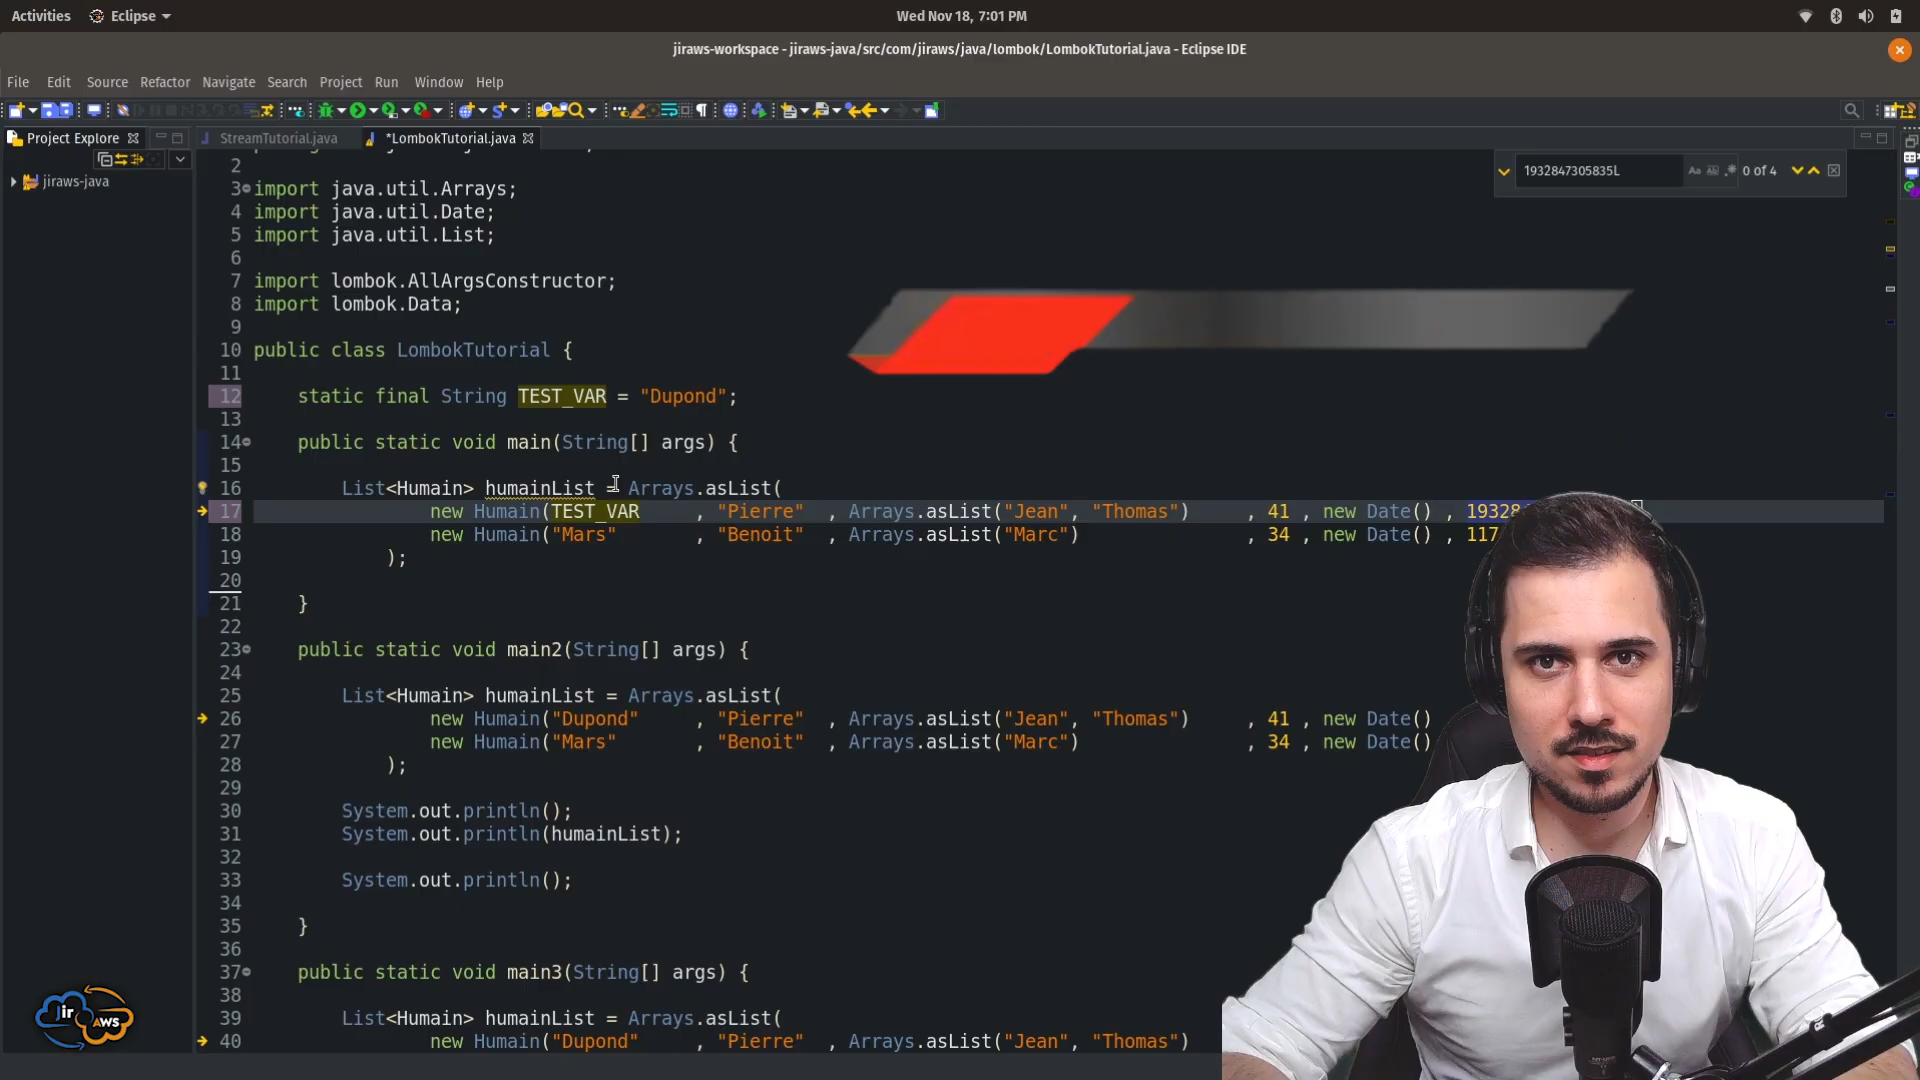 Activities Eclipse Wed Nov 18, 7:01 PM
jiraws-workspace - jiraws-java/src/com/jiraws/java/lombok/LombokTutorial.java - Eclipse IDE
File Edit Source Refactor Navigate Search Project Run Window Help
Project Explore StreamTutorial.java *LombokTutorial.java
jiraws-java
1932847305835L Aa 0 of 4
2
3 import java.util.Arrays;
4 import java.util.Date;
5 import java.util.List;
6
7 import lombok.AllArgsConstructor;
8 import lombok.Data;
9
10 public class LombokTutorial {
11
12 static final String TEST_VAR = "Dupond";
13
14 public static void main(String[] args) {
15
16 List<Humain> humainList = Arrays.asList(
17 new Humain(TEST_VAR , "Pierre" , Arrays.asList("Jean", "Thomas") , 41 , new Date() , 19328
18 new Humain("Mars" , "Benoit" , Arrays.asList("Marc") , 34 , new Date() , 117
19 );
20
21 }
22
23 public static void main2(String[] args) {
24
25 List<Humain> humainList = Arrays.asList(
26 new Humain("Dupond" , "Pierre" , Arrays.asList("Jean", "Thomas") , 41 , new Date()
27 new Humain("Mars" , "Benoit" , Arrays.asList("Marc") , 34 , new Date()
28 );
29
30 System.out.println();
31 System.out.println(humainList);
32
33 System.out.println();
34
35 }
36
37 public static void main3(String[] args) {
38
39 List<Humain> humainList = Arrays.asList(
40 new Humain("Dupond" , "Pierre" , Arrays.asList("Jean", "Thomas")
Jir AWS